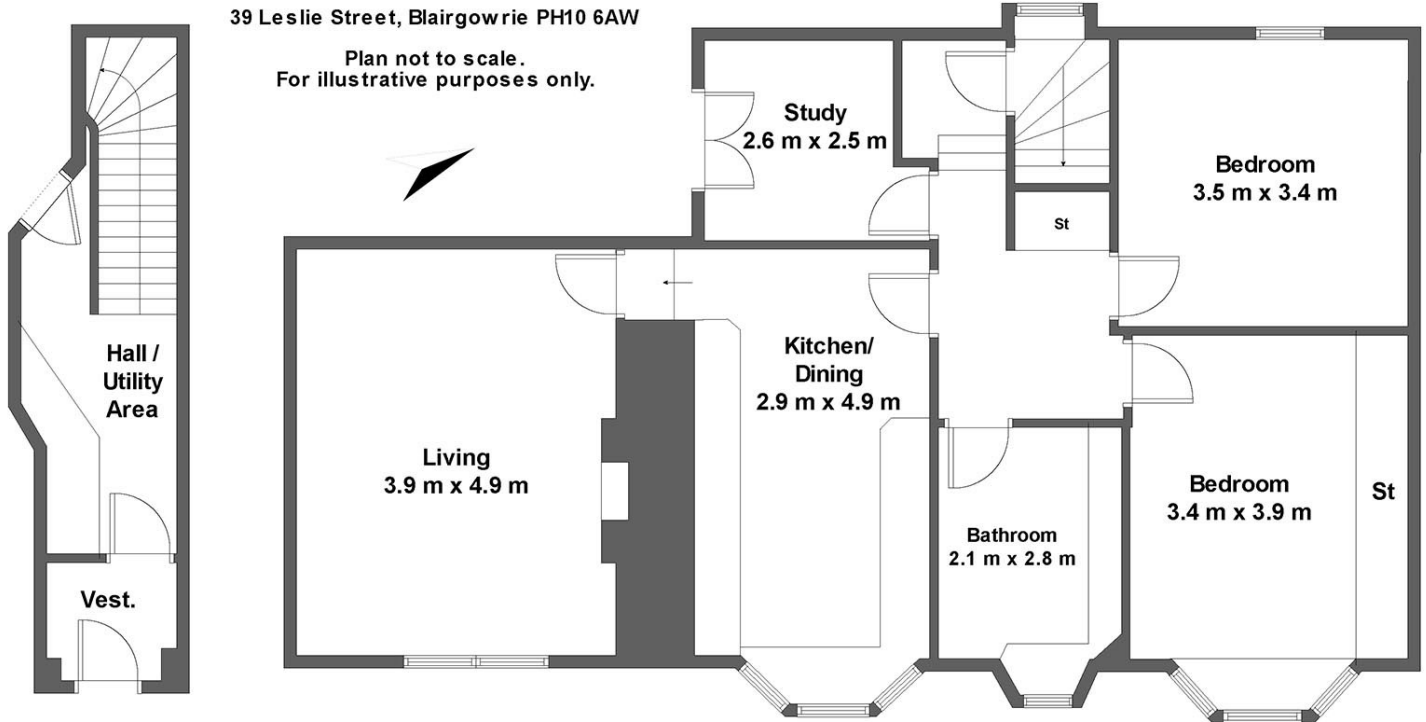 39 Leslie Street, Blairgowrie PH10 6AW
Plan not to scale.
For illustrative purposes only.
Study
2.6 m x 2.5 m
Bedroom
3.5 m x 3.4 m
St
Hall /
Utility
Area
Kitchen/
Dining
2.9 m x 4.9 m
Living
3.9 m x 4.9 m
Bedroom
3.4 m x 3.9 m
St
Bathroom
2.1 m x 2.8 m
Vest.